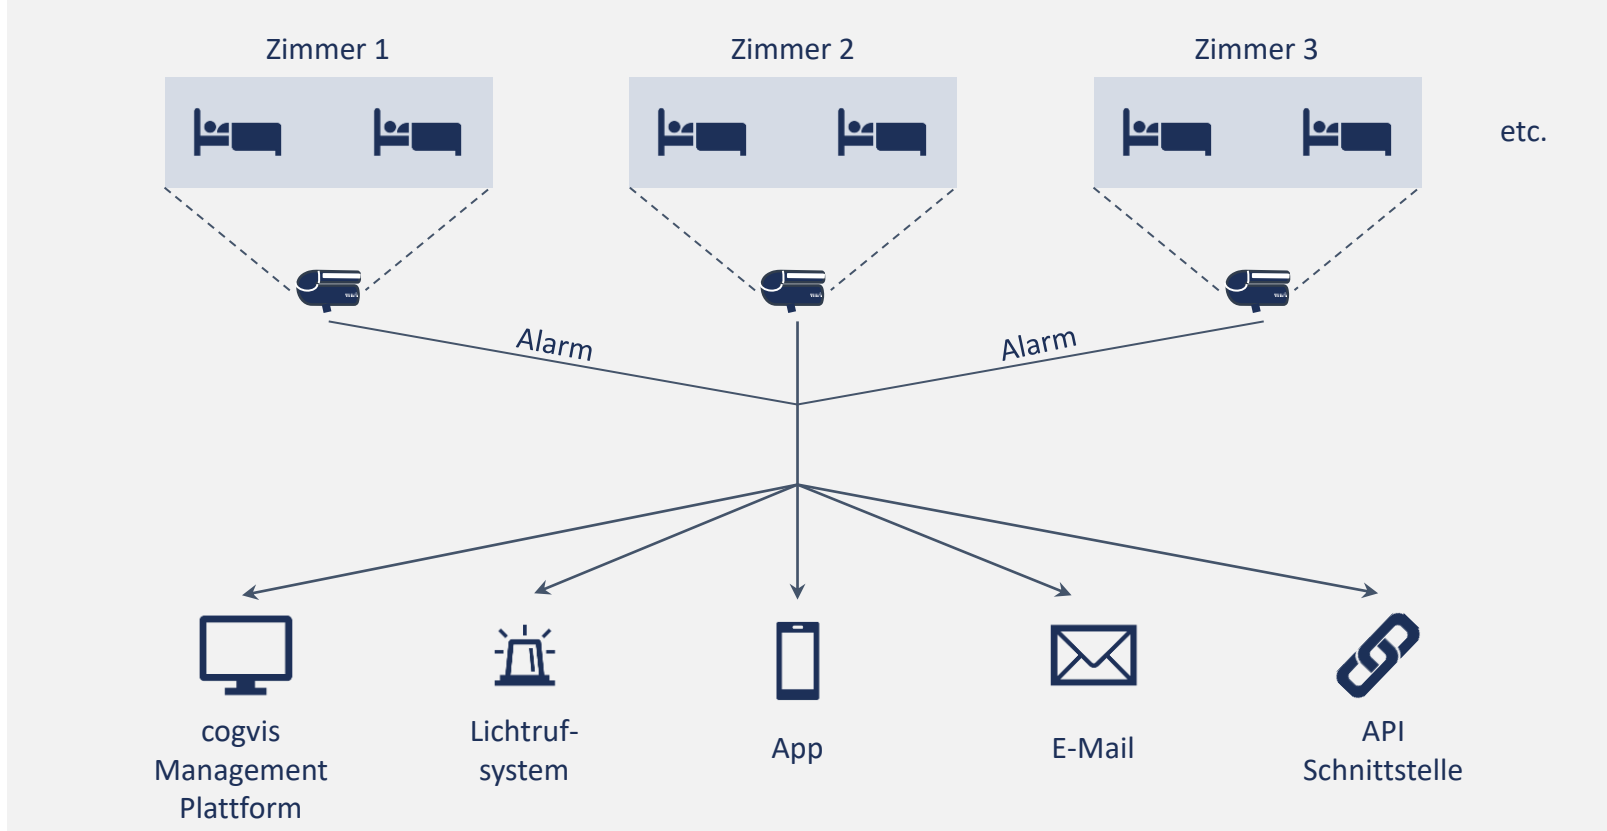 Zimmer 1
Zimmer 2
Zimmer 3
etc.
Alarm
Alarm
cogvis
Management
Plattform
Lichtruf-
system
App
E-Mail
API
Schnittstelle